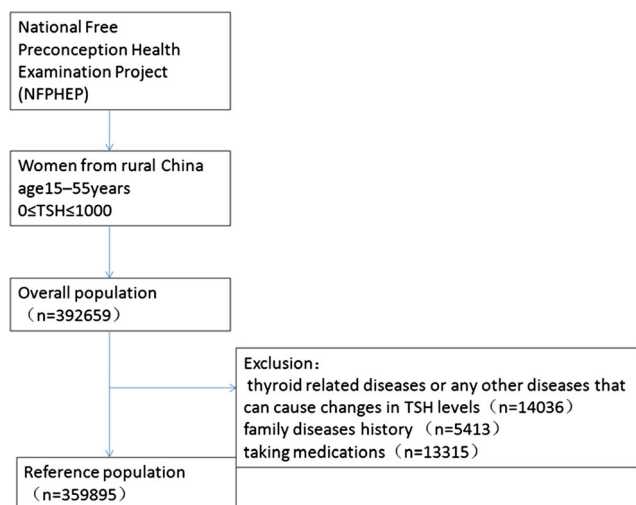 National Free
Preconception Health
Examination Project
(NFPHEP)
Women from rural China
age15–55years
0≤TSH≤1000
Overall population
（n=392659）
Exclusion：
thyroid related diseases or any other diseases that
can cause changes in TSH levels（n=14036）
family diseases history （n=5413）
taking medications（n=13315）
Reference population
（n=359895）